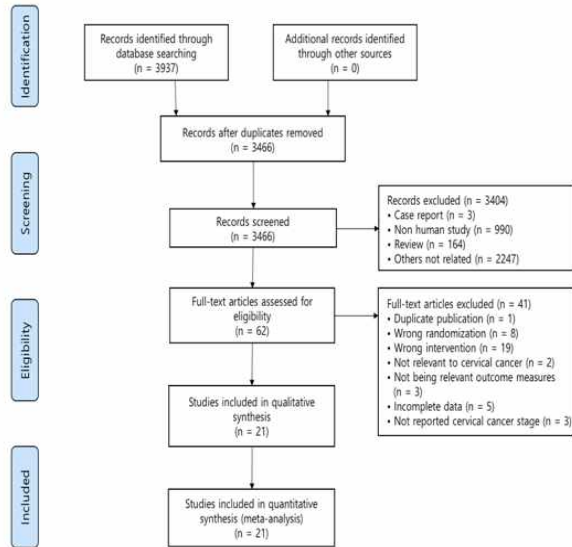 Identification
Records identified through
database searching
(n = 3937)
Additional records identified
through other sources
(n = 0)
Records after duplicates removed
(n = 3466)
Screening
Records screened
(n = 3466)
Records excluded (n = 3404)
• Case report (n = 3)
• Non human study (n = 990)
• Review (n = 164)
• Others not related (n = 2247)
Eligibility
Full-text articles assessed for
eligibility
(n = 62)
Full-text articles excluded (n = 41)
• Duplicate publication (n = 1)
• Wrong randomization (n = 8)
• Wrong intervention (n = 19)
• Not relevant to cervical cancer (n = 2)
• Not being relevant outcome measures
(n = 3)
• Incomplete data (n = 5)
• Not reported cervical cancer stage (n = 3)
Studies included in qualitative
synthesis
(n = 21)
Included
Studies included in quantitative
synthesis (meta-analysis)
(n = 21)